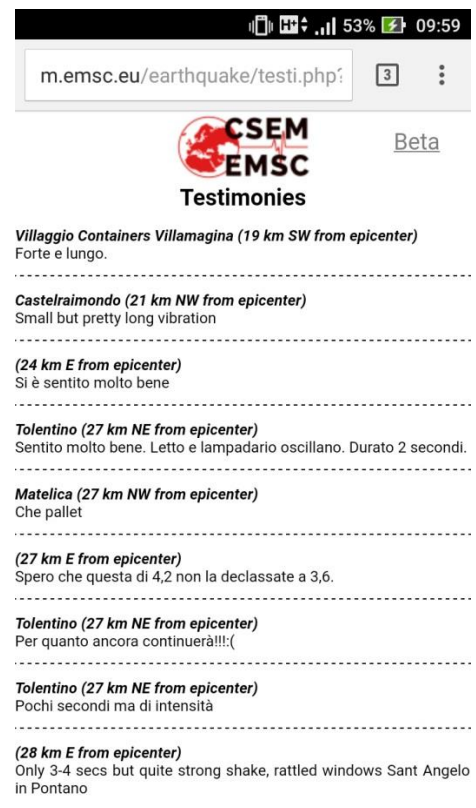 53% 09:59
m.emsc.eu/earthquake/testi.php?
3
CSEM
EMSC
Beta
Testimonies
Villaggio Containers Villamagina (19 km SW from epicenter)
Forte e lungo.
Castelraimondo (21 km NW from epicenter)
Small but pretty long vibration
(24 km E from epicenter)
Si è sentito molto bene
Tolentino (27 km NE from epicenter)
Sentito molto bene. Letto e lampadario oscillano. Durato 2 secondi.
Matelica (27 km NW from epicenter)
Che pallet
(27 km E from epicenter)
Spero che questa di 4,2 non la declassate a 3,6.
Tolentino (27 km NE from epicenter)
Per quanto ancora continuerà!!!:(
Tolentino (27 km NE from epicenter)
Pochi secondi ma di intensità
(28 km E from epicenter)
Only 3-4 secs but quite strong shake, rattled windows Sant Angelo
in Pontano